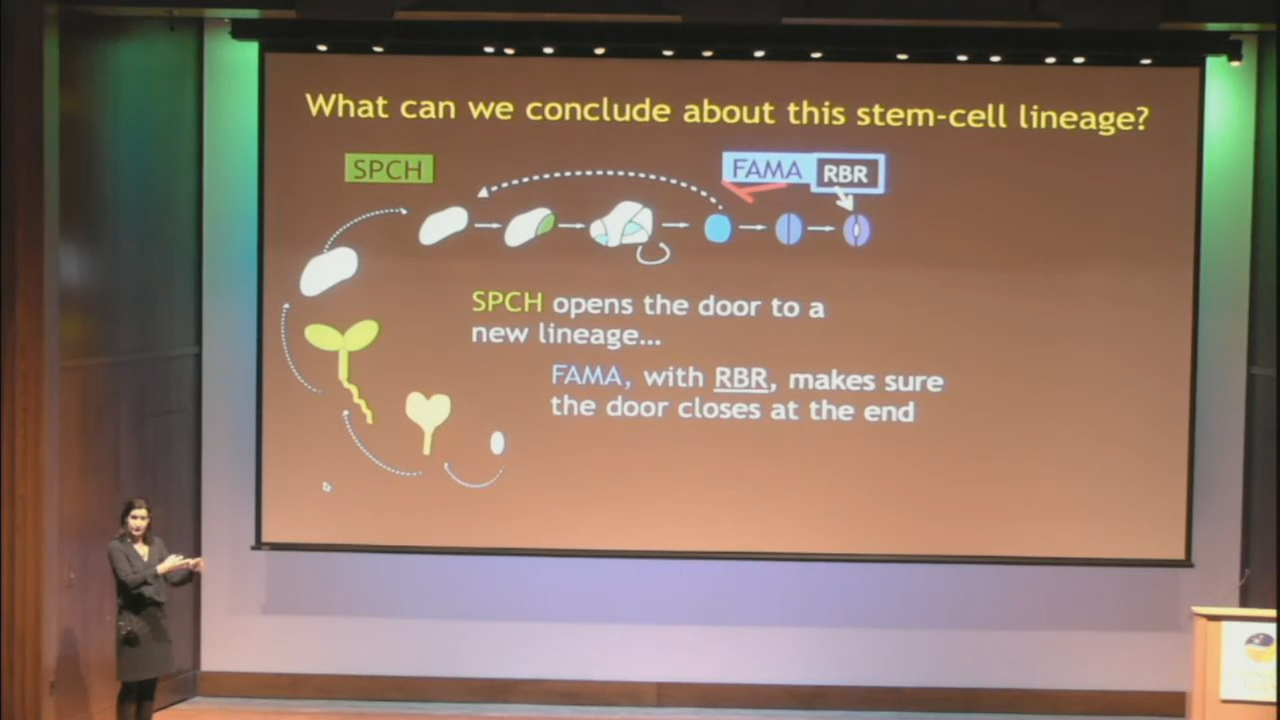 What can we conclude about this stem-cell lineage?
SPCH
FAMA RBR
SPCH opens the door to a
new lineage...
FAMA, with RBR, makes sure
the door closes at the end